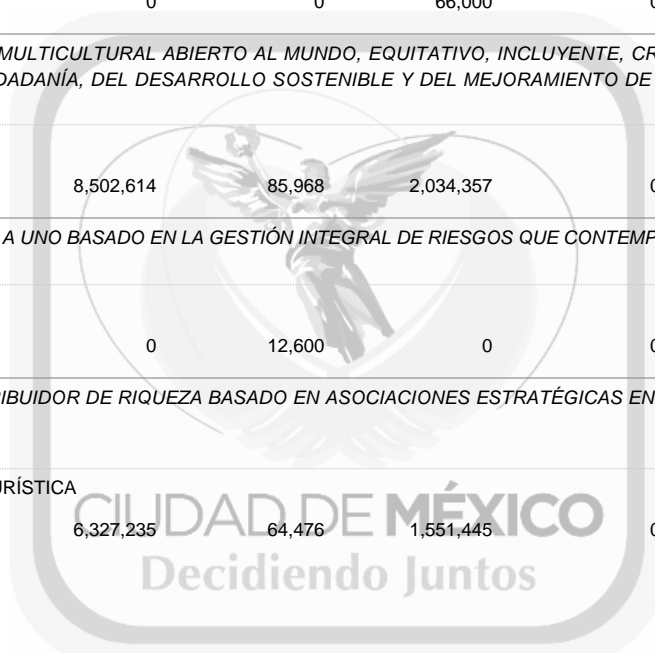 0 0 66,000 0
MULTICULTURAL ABIERTO AL MUNDO, EQUITATIVO, INCLUYENTE, CR
DADANÍA, DEL DESARROLLO SOSTENIBLE Y DEL MEJORAMIENTO DE
8,502,614 85,968 2,034,357 0
A UNO BASADO EN LA GESTIÓN INTEGRAL DE RIESGOS QUE CONTEMP
0 12,600 0 0
IBUIDOR DE RIQUEZA BASADO EN ASOCIACIONES ESTRATÉGICAS EN
URÍSTICA
CIUDAD DE MÉXICO
6,327,235 64,476 1,551,445 0
Decidiendo Juntos